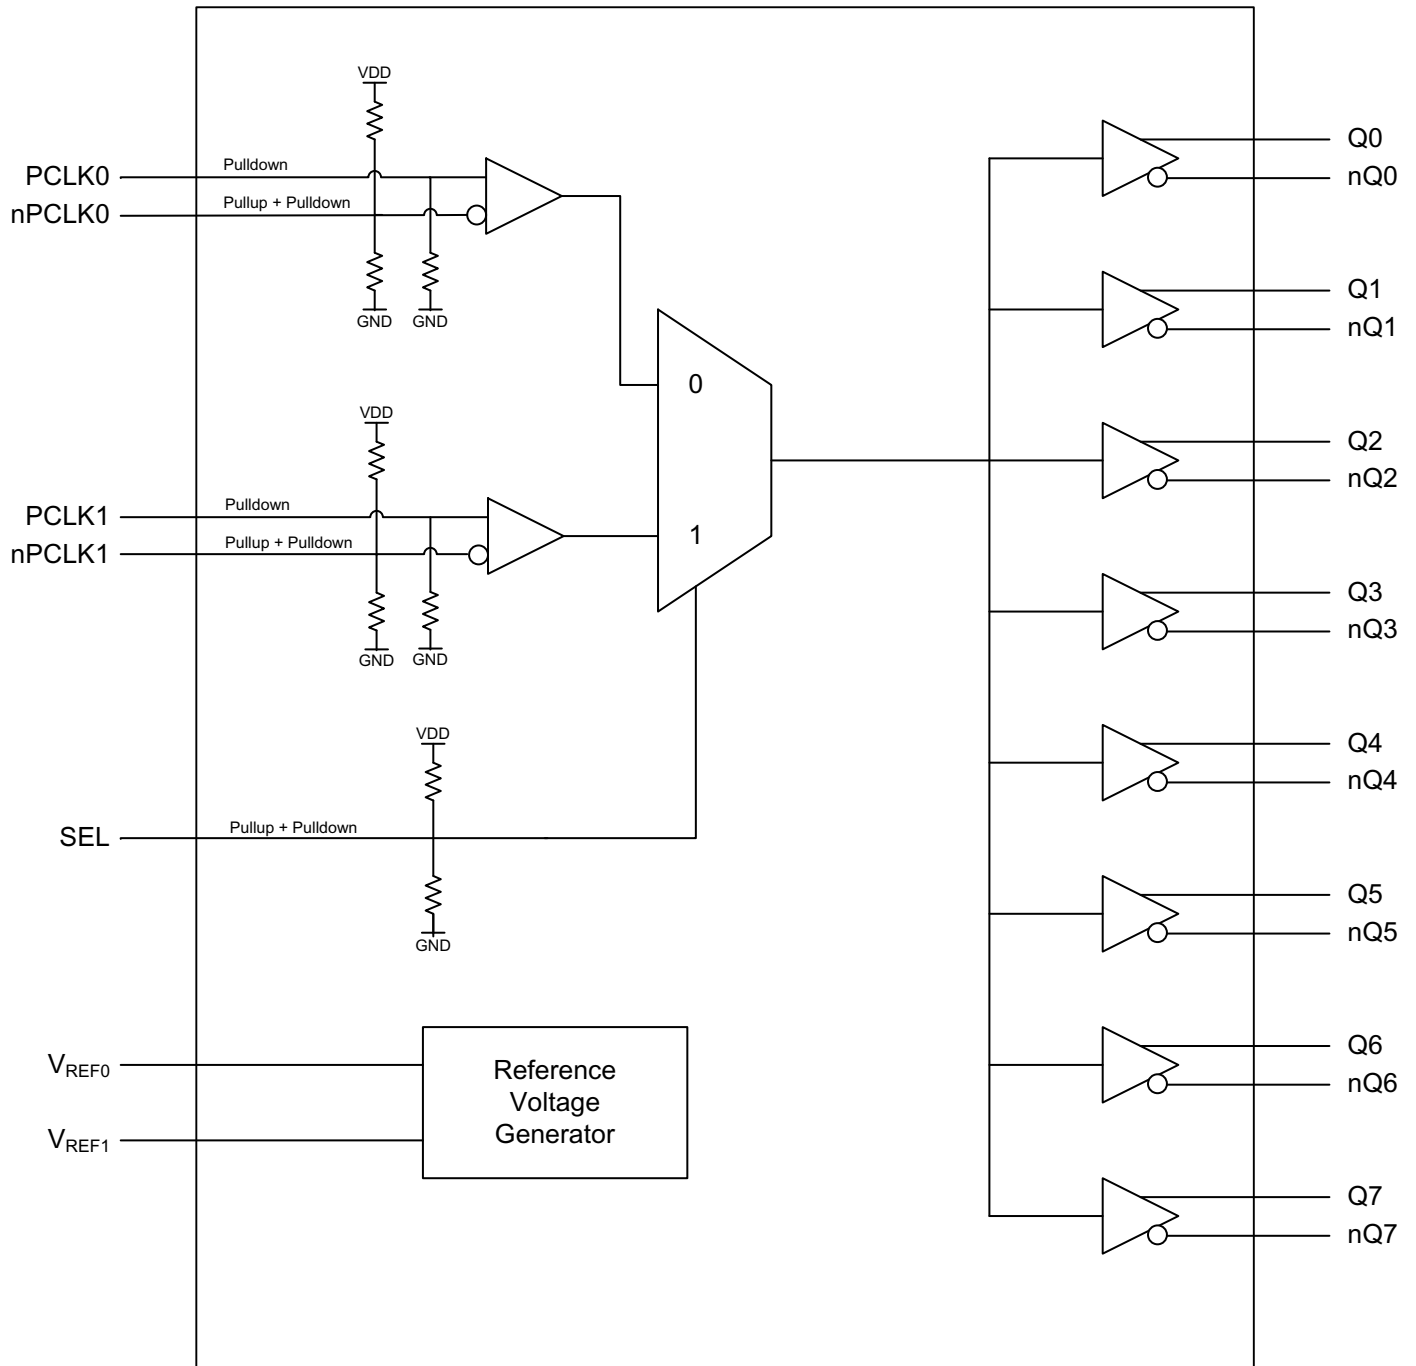 VDD
PCLK0
Pulldown
nPCLK0
Pullup + Pulldown
GND
GND
VDD
PCLK1
Pulldown
nPCLK1
Pullup + Pulldown
GND
GND
0
1
VDD
SEL
Pullup + Pulldown
GND
VREF0
VREF1
Reference
Voltage
Generator
Q0
nQ0
Q1
nQ1
Q2
nQ2
Q3
nQ3
Q4
nQ4
Q5
nQ5
Q6
nQ6
Q7
nQ7